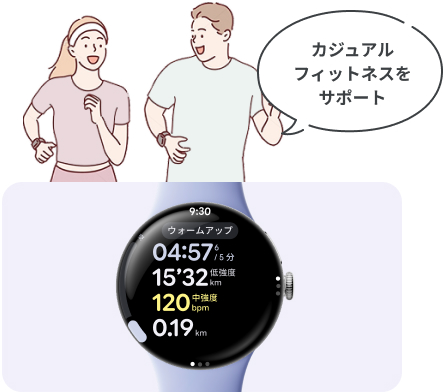 カジュアル
フィットネスを
サポート
9:30
ウォームアップ
04:57 6 / 5 分
15’32 低強度 km
120 中強度 bpm
0.19 km